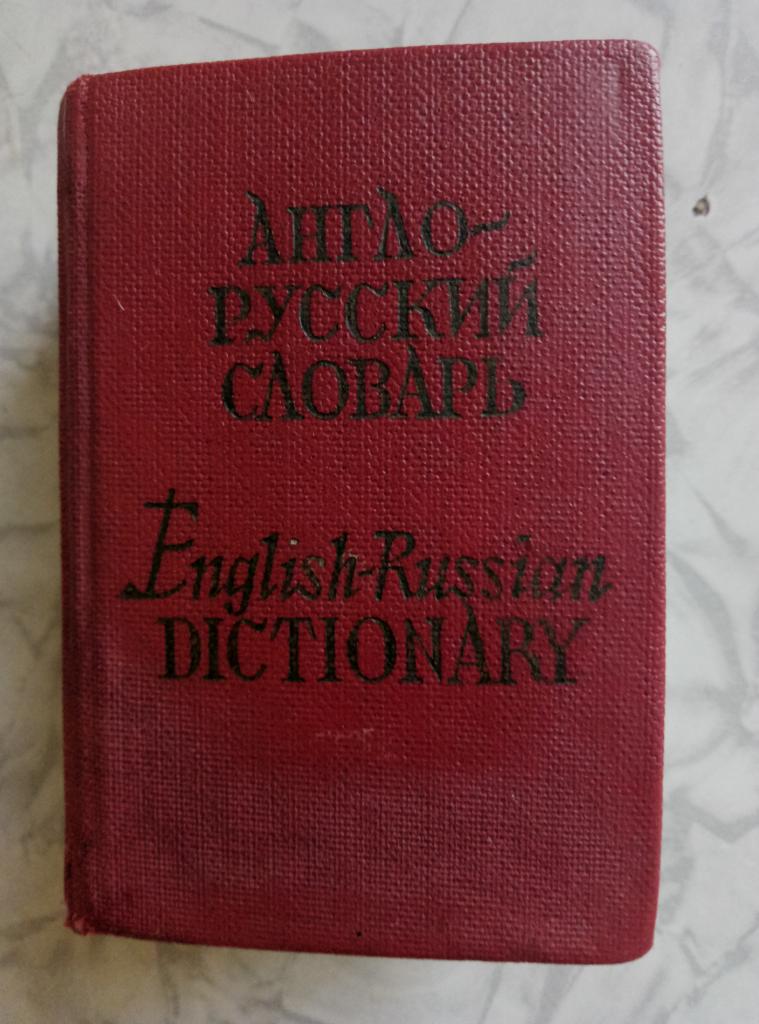 АНГЛО-
РУССКИЙ
СЛОВАРЬ
English-Russian
DICTIONARY